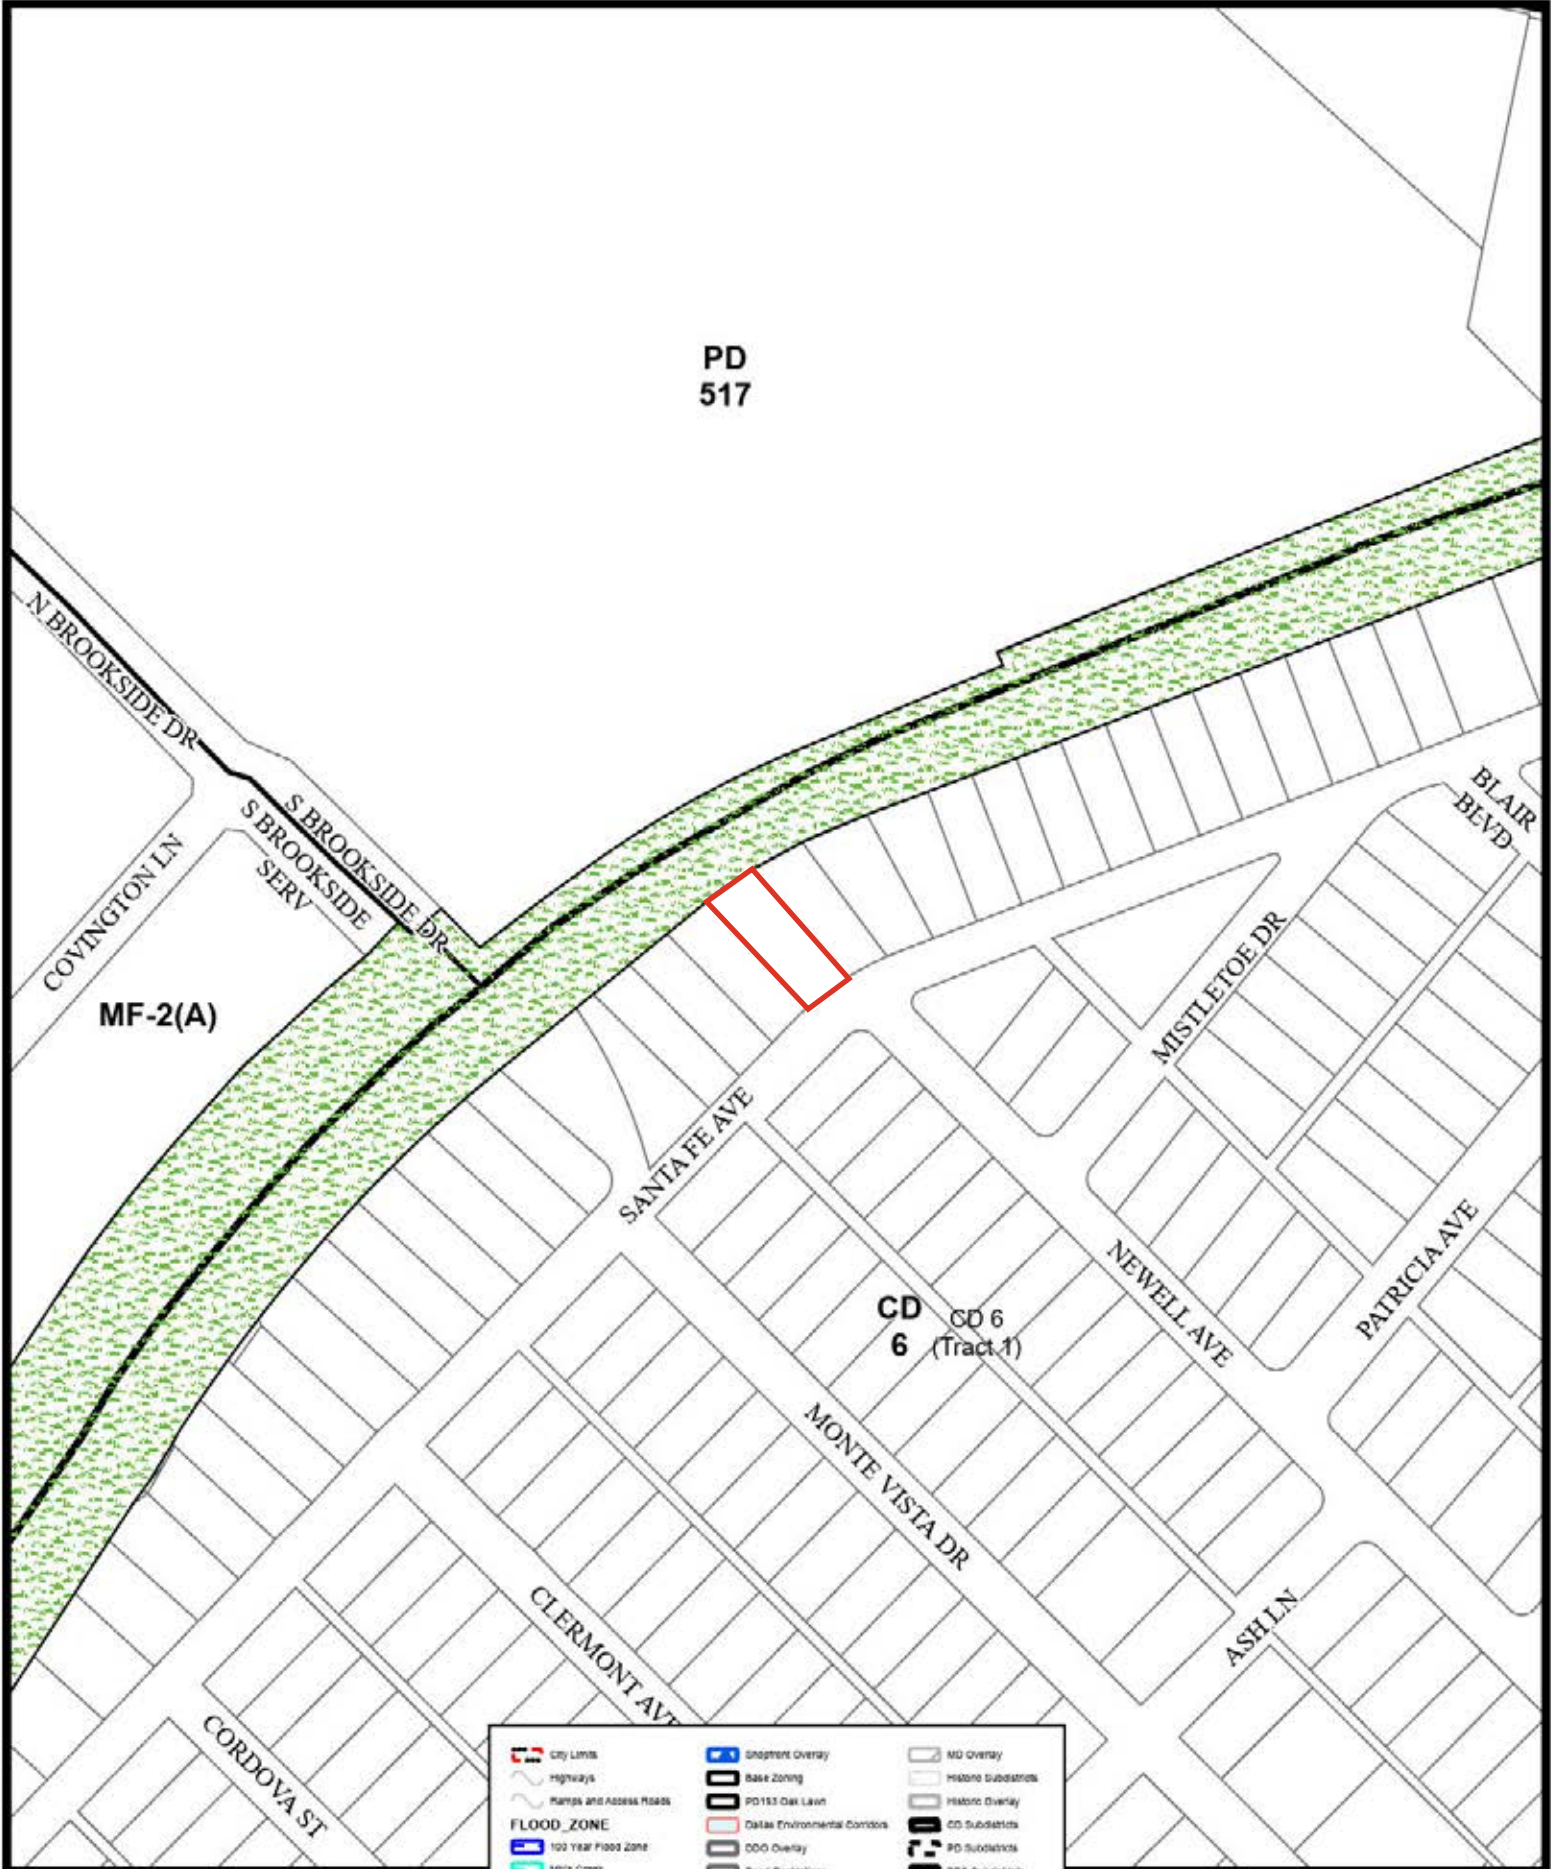 PD
517
N BROOKSIDE DR
S BROOKSIDE DR
S BROOKSIDE
SERV
COVINGTON LN
MF-2(A)
BLAIR
BLVD
MISTLETOE DR
SANTA FE AVE
NEWELL AVE
PATRICIA AVE
CD
6
CD 6
(Tract 1)
MONTE VISTA DR
ASH LN
CLERMONT AVE
CORDOVA ST
City Limits
Highways
Ramps and Access Roads
FLOOD_ZONE
100 Year Flood Zone
Shopfront Overlay
Base Zoning
PD193 Oak Lawn
Dallas Environmental Corridors
DDO Overlay
MD Overlay
Historic Subdistricts
Historic Overlay
CD Subdistricts
PD Subdistricts